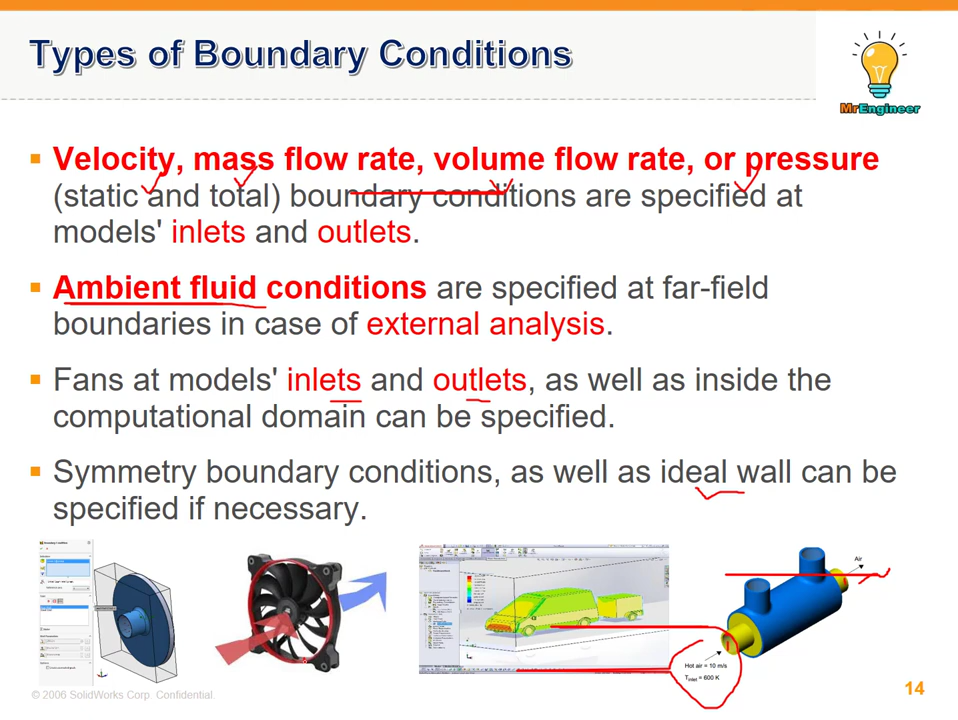 Types of Boundary Conditions
MrEngineer
Velocity, mass flow rate, volume flow rate, or pressure
(static and total) boundary conditions are specified at
models' inlets and outlets.
Ambient fluid conditions are specified at far-field
boundaries in case of external analysis.
Fans at models' inlets and outlets, as well as inside the
computational domain can be specified.
Symmetry boundary conditions, as well as ideal wall can be
specified if necessary.
Boundary Condition
Air
Hot air = 10 m/s
Tinlet = 600 K
© 2006 SolidWorks Corp. Confidential.
14